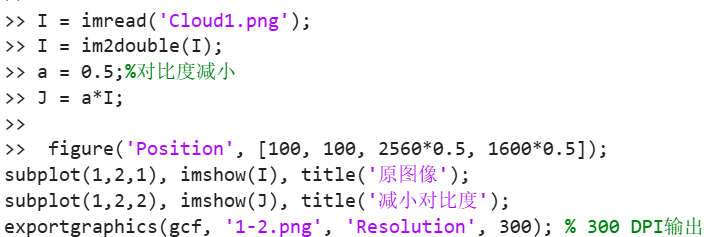 >> I = imread('Cloud1.png');
>> I = im2double(I);
>> a = 0.5;%对比度减小
>> J = a*I;
>>
>>  figure('Position', [100, 100, 2560*0.5, 1600*0.5]);
subplot(1,2,1), imshow(I), title('原图像');
subplot(1,2,2), imshow(J), title('减小对比度');
exportgraphics(gcf, '1-2.png', 'Resolution', 300); % 300 DPI输出